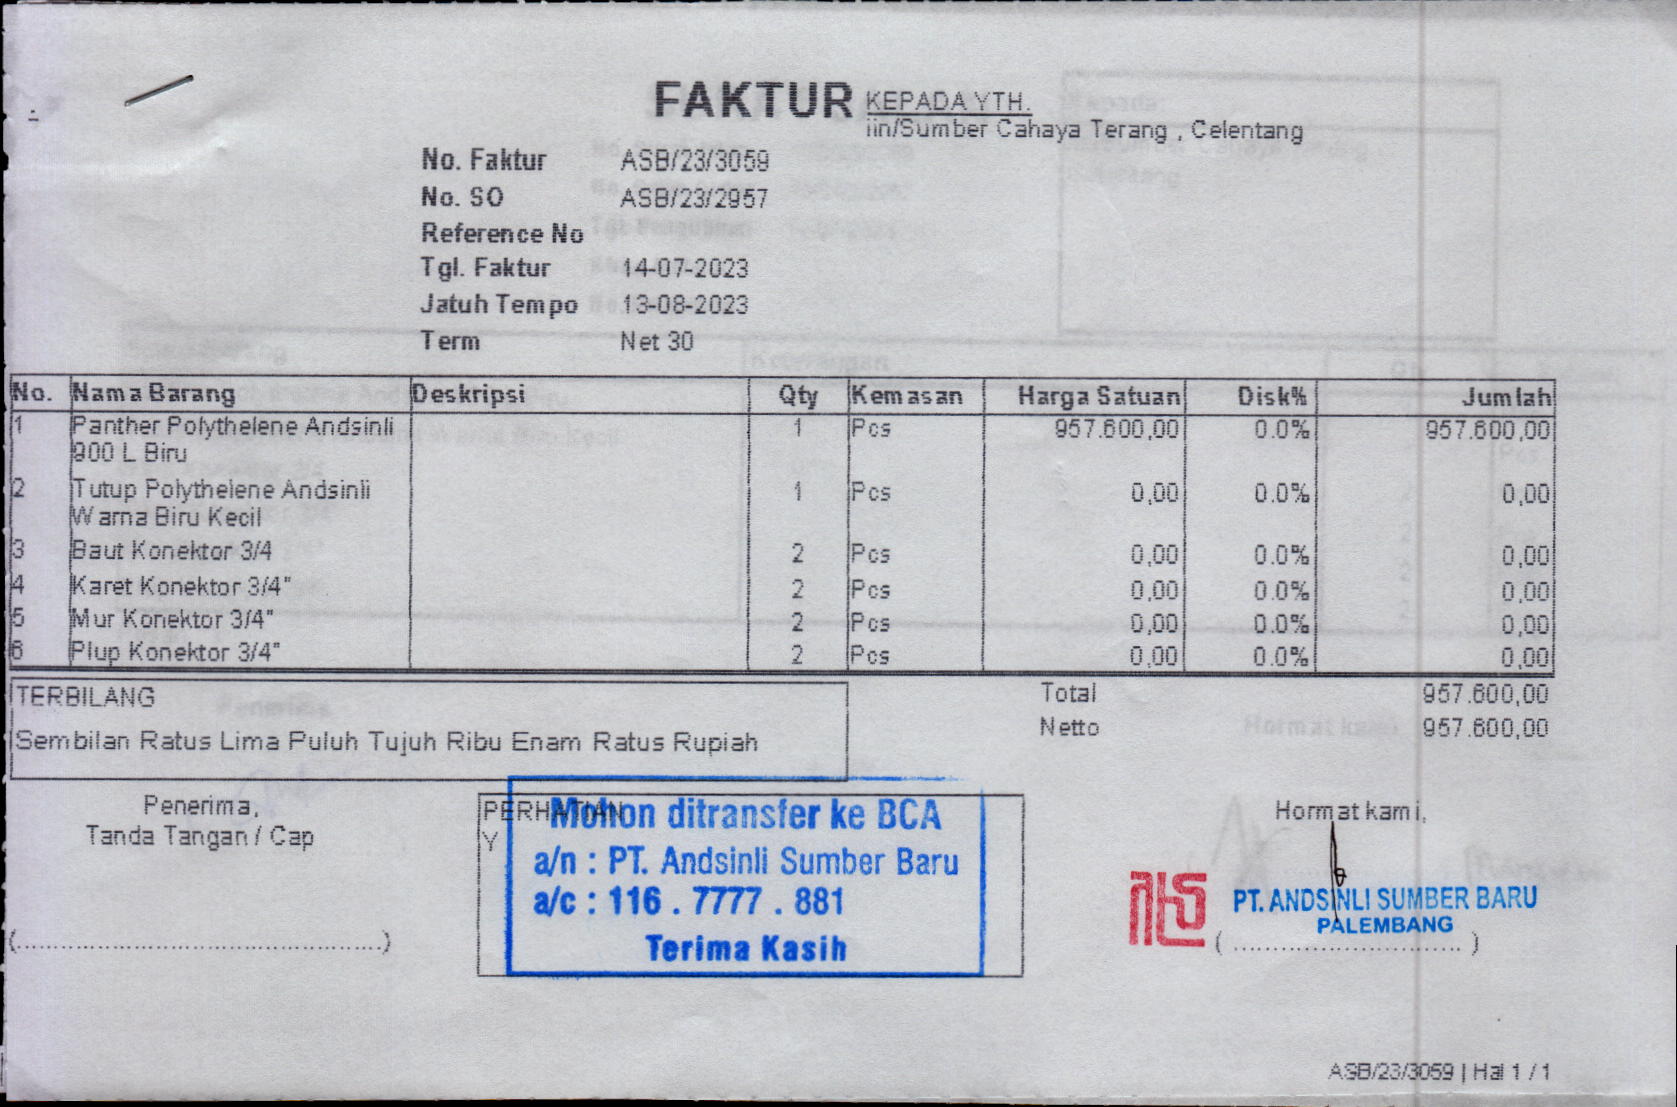 FAKTUR KEPADA YTH.
iin/Sumber Cahaya Terang , Celentang
No. Faktur ASB/23/3059
No. SO ASB/23/2957
Reference No
Tgl. Faktur 14-07-2023
Jatuh Tempo 13-08-2023
Term Net 30
No. Nama Barang Deskripsi Qty Kemasan Harga Satuan Disk% Jumlah
1 Panther Polythelene Andsinli 1 Pcs 957.600,00 0.0% 957.600,00
900 L Biru
2 Tutup Polythelene Andsinli 1 Pcs 0,00 0.0% 0,00
Warna Biru Kecil
3 Baut Konektor 3/4 2 Pcs 0,00 0.0% 0,00
4 Karet Konektor 3/4" 2 Pcs 0,00 0.0% 0,00
5 Mur Konektor 3/4" 2 Pcs 0,00 0.0% 0,00
6 Plup Konektor 3/4" 2 Pcs 0,00 0.0% 0,00
TERBILANG
Sembilan Ratus Lima Puluh Tujuh Ribu Enam Ratus Rupiah
Total 957.600,00
Netto 957.600,00
Penerima,
Tanda Tangan / Cap
(..................................................)
PERHATIAN
Y
Mohon ditransfer ke BCA
a/n : PT. Andsinli Sumber Baru
a/c : 116 . 7777 . 881
Terima Kasih
Hormat kami,
PT. ANDSINLI SUMBER BARU
PALEMBANG
( ............................... )
ASB/23/3059 | Hal 1 / 1